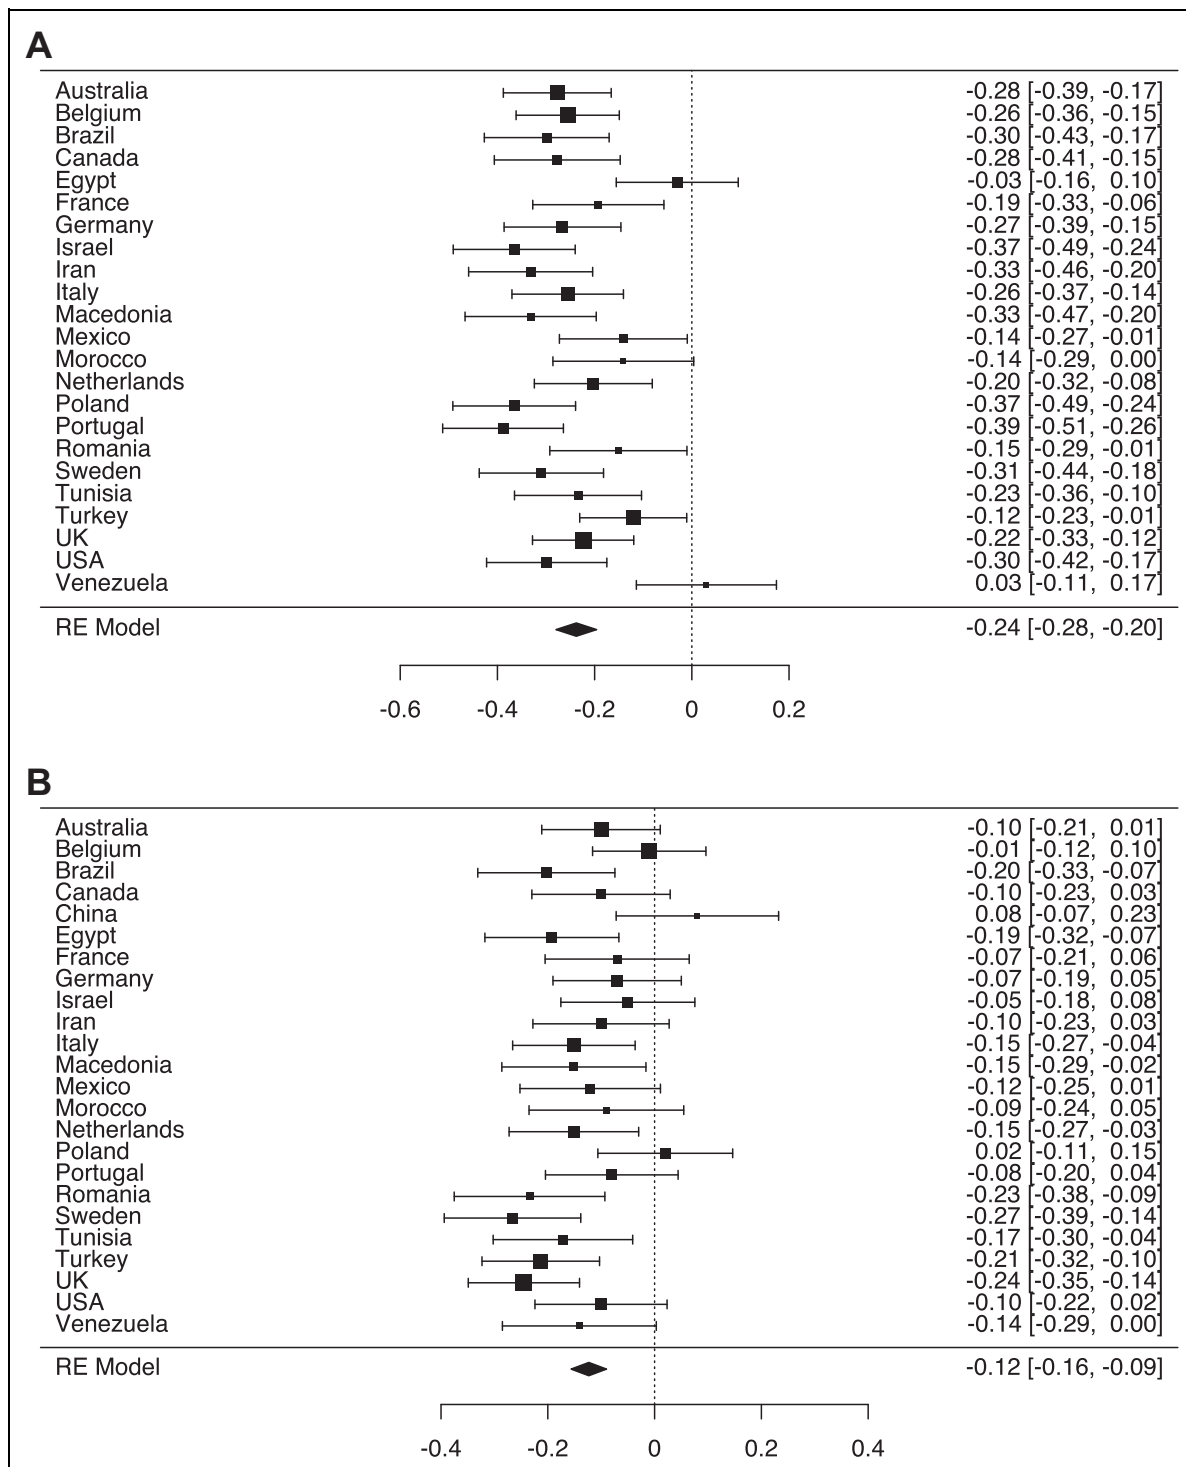 A
Australia -0.28 [-0.39, -0.17]
Belgium -0.26 [-0.36, -0.15]
Brazil -0.30 [-0.43, -0.17]
Canada -0.28 [-0.41, -0.15]
Egypt -0.03 [-0.16, 0.10]
France -0.19 [-0.33, -0.06]
Germany -0.27 [-0.39, -0.15]
Israel -0.37 [-0.49, -0.24]
Iran -0.33 [-0.46, -0.20]
Italy -0.26 [-0.37, -0.14]
Macedonia -0.33 [-0.47, -0.20]
Mexico -0.14 [-0.27, -0.01]
Morocco -0.14 [-0.29, 0.00]
Netherlands -0.20 [-0.32, -0.08]
Poland -0.37 [-0.49, -0.24]
Portugal -0.39 [-0.51, -0.26]
Romania -0.15 [-0.29, -0.01]
Sweden -0.31 [-0.44, -0.18]
Tunisia -0.23 [-0.36, -0.10]
Turkey -0.12 [-0.23, -0.01]
UK -0.22 [-0.33, -0.12]
USA -0.30 [-0.42, -0.17]
Venezuela 0.03 [-0.11, 0.17]
RE Model -0.24 [-0.28, -0.20]
-0.6 -0.4 -0.2 0 0.2
B
Australia -0.10 [-0.21, 0.01]
Belgium -0.01 [-0.12, 0.10]
Brazil -0.20 [-0.33, -0.07]
Canada -0.10 [-0.23, 0.03]
China 0.08 [-0.07, 0.23]
Egypt -0.19 [-0.32, -0.07]
France -0.07 [-0.21, 0.06]
Germany -0.07 [-0.19, 0.05]
Israel -0.05 [-0.18, 0.08]
Iran -0.10 [-0.23, 0.03]
Italy -0.15 [-0.27, -0.04]
Macedonia -0.15 [-0.29, -0.02]
Mexico -0.12 [-0.25, 0.01]
Morocco -0.09 [-0.24, 0.05]
Netherlands -0.15 [-0.27, -0.03]
Poland 0.02 [-0.11, 0.15]
Portugal -0.08 [-0.20, 0.04]
Romania -0.23 [-0.38, -0.09]
Sweden -0.27 [-0.39, -0.14]
Tunisia -0.17 [-0.30, -0.04]
Turkey -0.21 [-0.32, -0.10]
UK -0.24 [-0.35, -0.14]
USA -0.10 [-0.22, 0.02]
Venezuela -0.14 [-0.29, 0.00]
RE Model -0.12 [-0.16, -0.09]
-0.4 -0.2 0 0.2 0.4